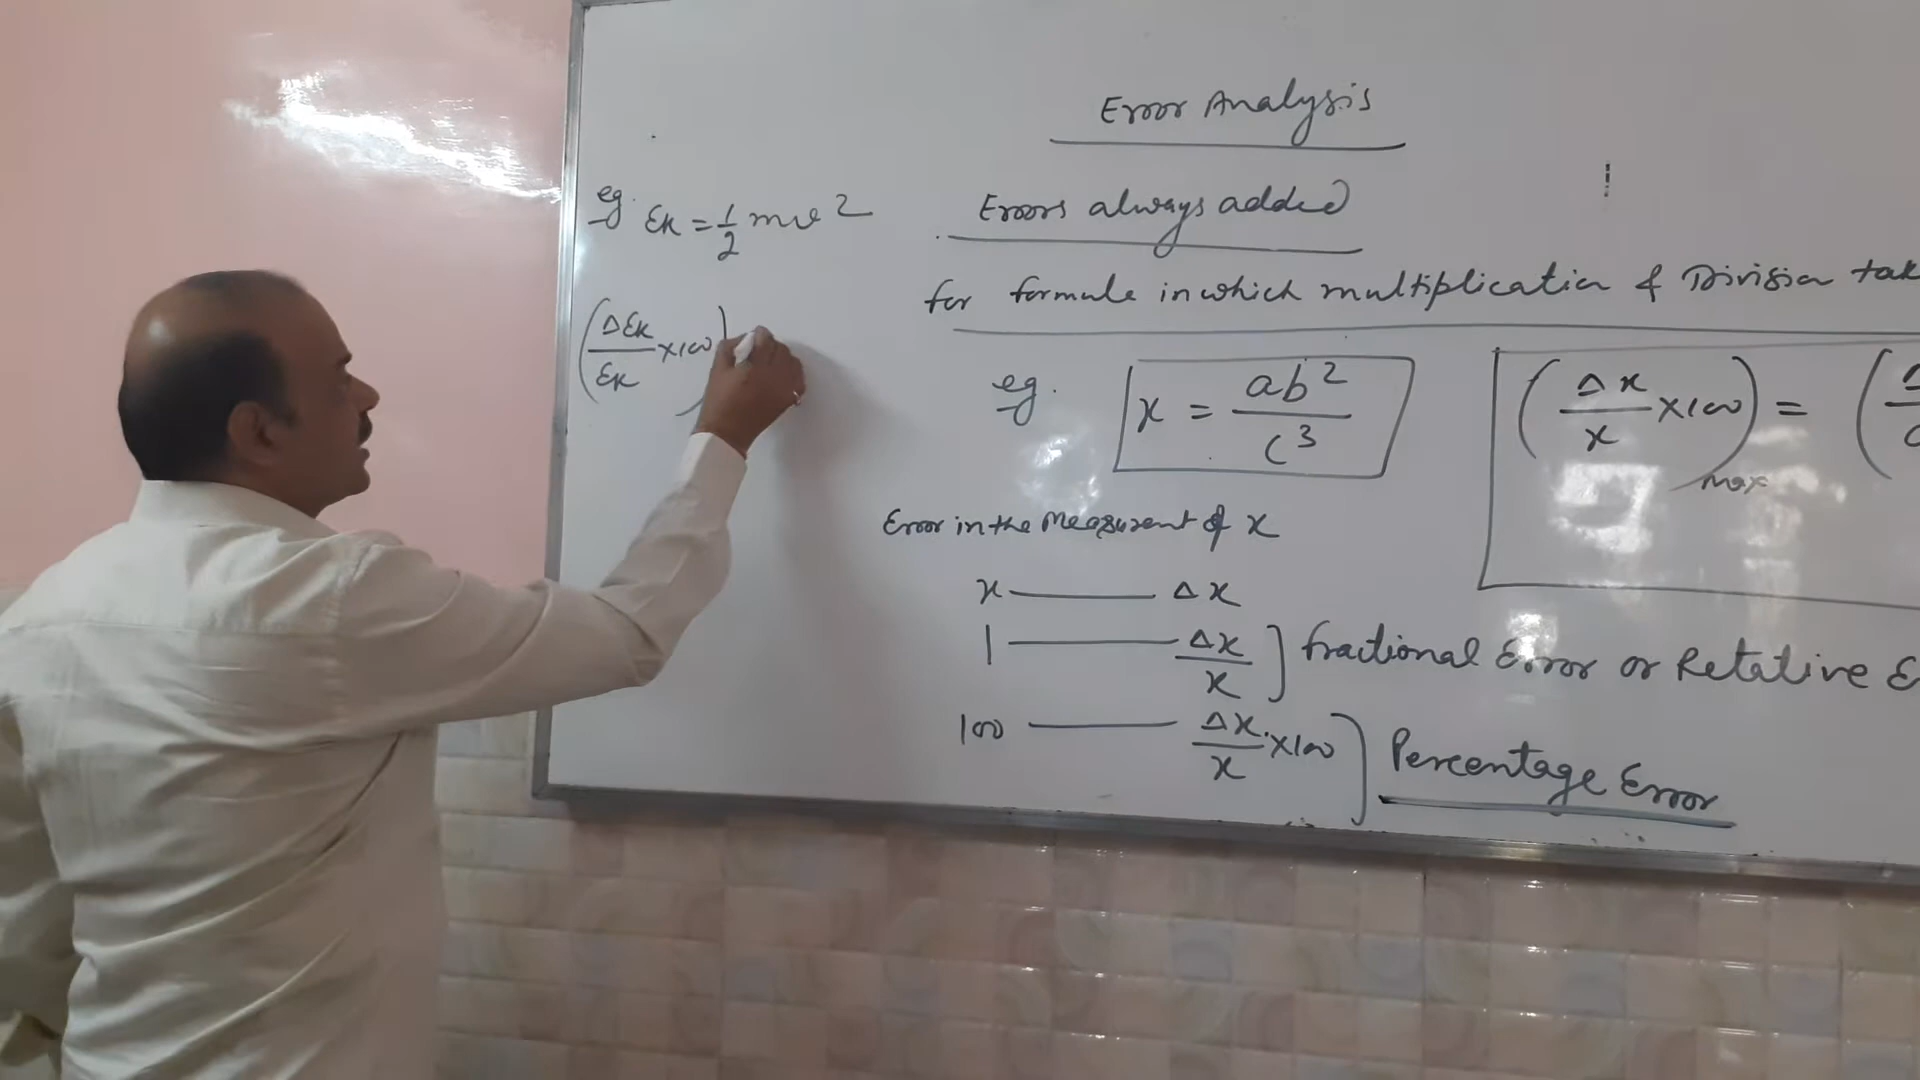 Error Analysis
Errors always added
for formule in which multiplication & Division tak
eg. x = ab²/c³
(Δx/x ×100)max = (Δ
Error in the Measurent of x
x —— Δx
1 —— Δx/x ] fractional Error or Relative E
100 —— Δx/x ×100 ] Percentage Error
eg. Ek = 1/2 mv²
(ΔEk/Ek ×100)